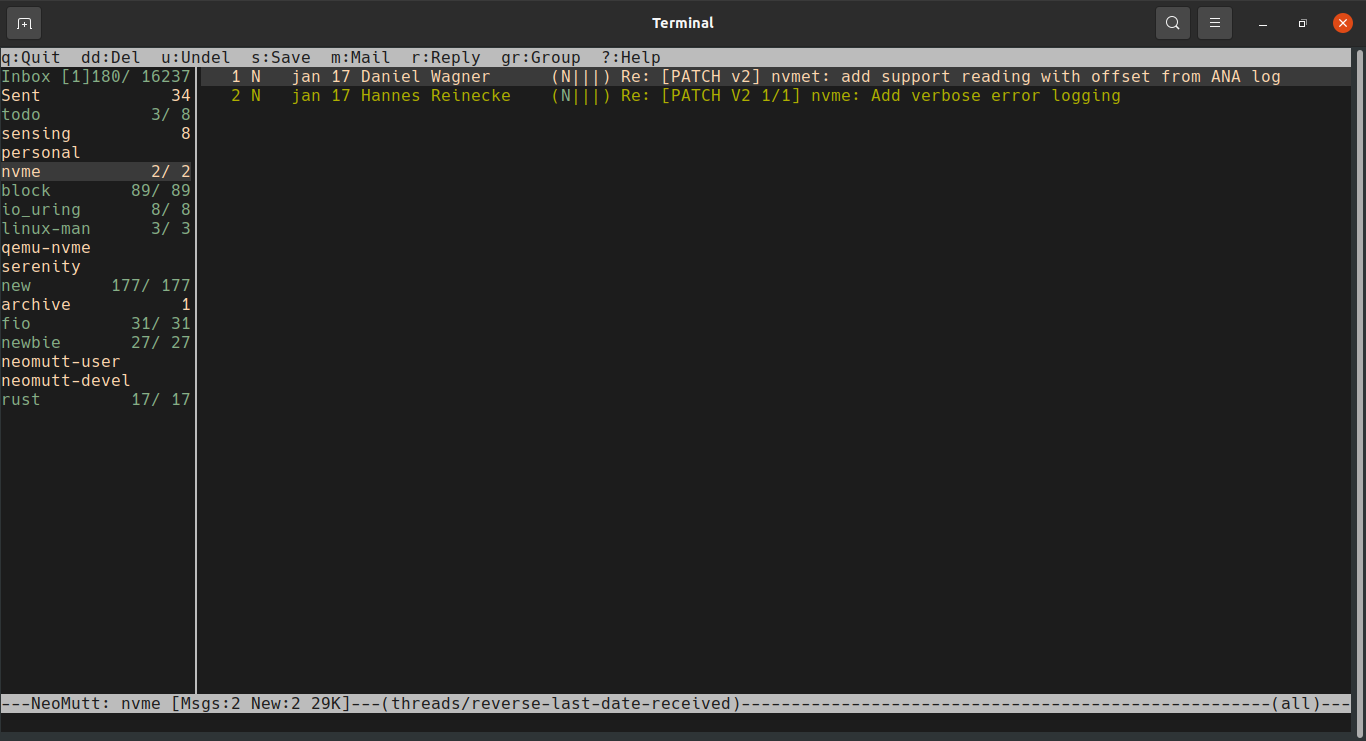 Terminal
q:Quit  dd:Del  u:Undel  s:Save  m:Mail  r:Reply  gr:Group  ?:Help
Inbox [1]180/ 16237
Sent 34
todo 3/ 8
sensing 8
personal
nvme 2/ 2
block 89/ 89
io_uring 8/ 8
linux-man 3/ 3
qemu-nvme
serenity
new 177/ 177
archive 1
fio 31/ 31
newbie 27/ 27
neomutt-user
neomutt-devel
rust 17/ 17
1 N   jan 17 Daniel Wagner      (N|||) Re: [PATCH v2] nvmet: add support reading with offset from ANA log
2 N   jan 17 Hannes Reinecke    (N|||) Re: [PATCH V2 1/1] nvme: Add verbose error logging
---NeoMutt: nvme [Msgs:2 New:2 29K]---(threads/reverse-last-date-received)-----------------------------------------------------(all)---